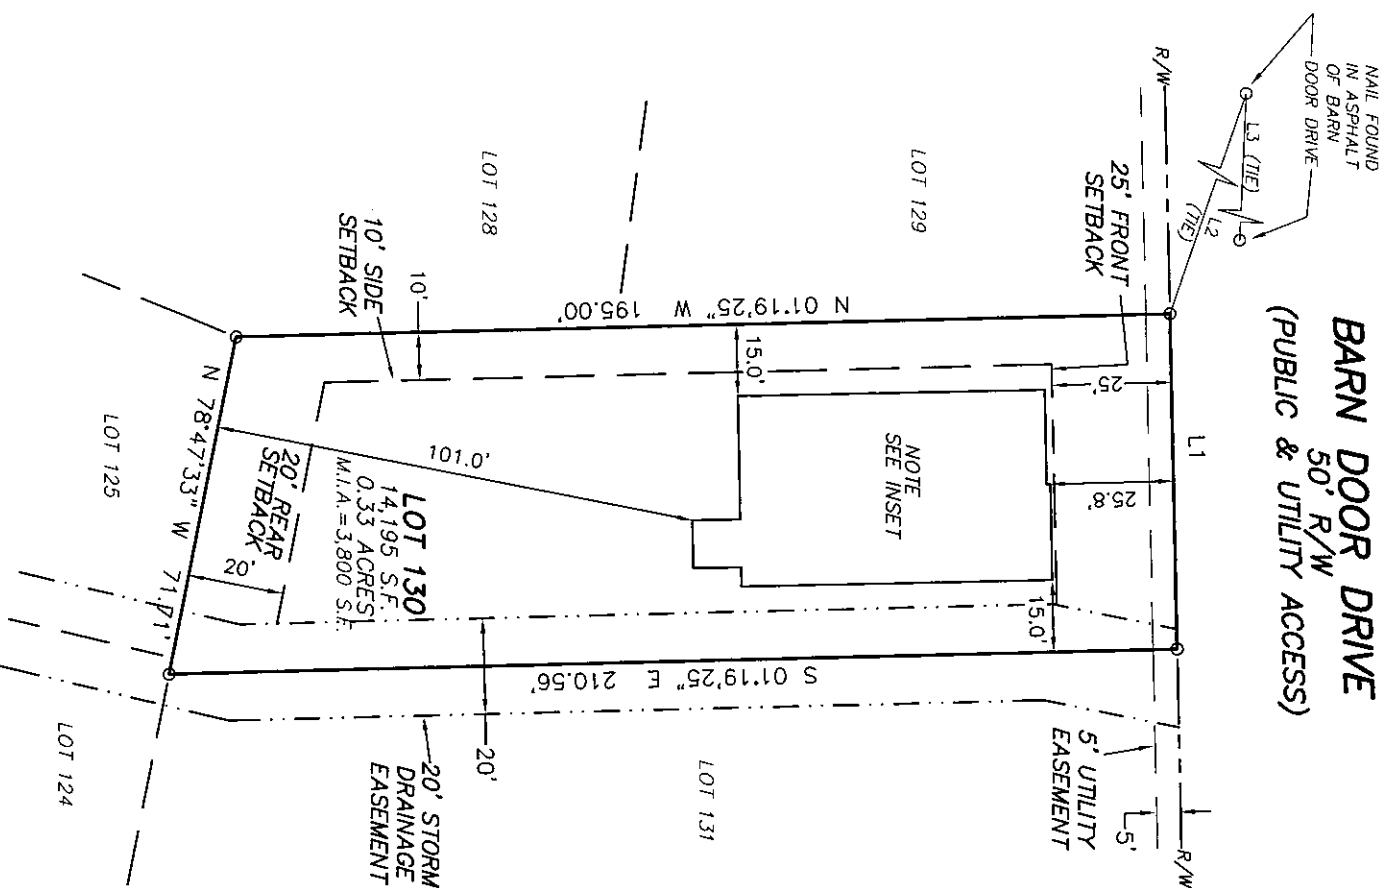 BARN DOOR DRIVE
50' R/W
(PUBLIC & UTILITY ACCESS)
NAIL FOUND
IN ASPHALT
OF BARN
DOOR DRIVE
R/W
L3 (TIE)
L2
(TIE)
L1
25' FRONT
SETBACK
LOT 129
LOT 128
10' SIDE
SETBACK
10'
N 01°19'25" W 195.00'
15.0'
25'
25.8'
NOTE
SEE INSET
101.0'
LOT 130
14,195 S.F.
0.33 ACRES
M.I.A.=3,800 S.F.
20' REAR
SETBACK
20'
N 78°47'33" W 71.71'
LOT 125
15.0'
S 01°19'25" E 210.56'
20'
20' STORM
DRAINAGE
EASEMENT
LOT 131
5' UTILITY
EASEMENT
5'
R/W
LOT 124